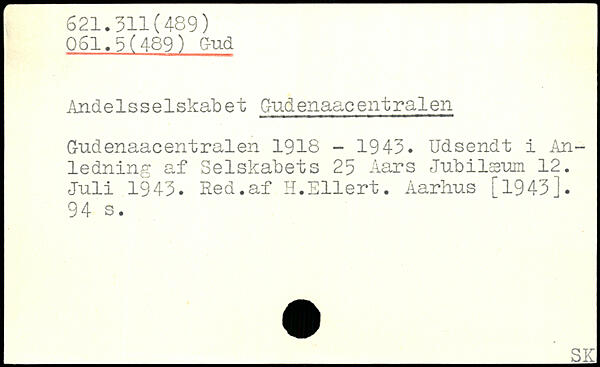 621.311(489)
061.5(489) Gud
Andelsselskabet Gudenaacentralen
Gudenaacentralen 1918 - 1943. Udsendt i An-
ledning af Selskabets 25 Aars Jubilæum 12.
Juli 1943. Red.af H.Ellert. Aarhus [1943].
94 s.
SK